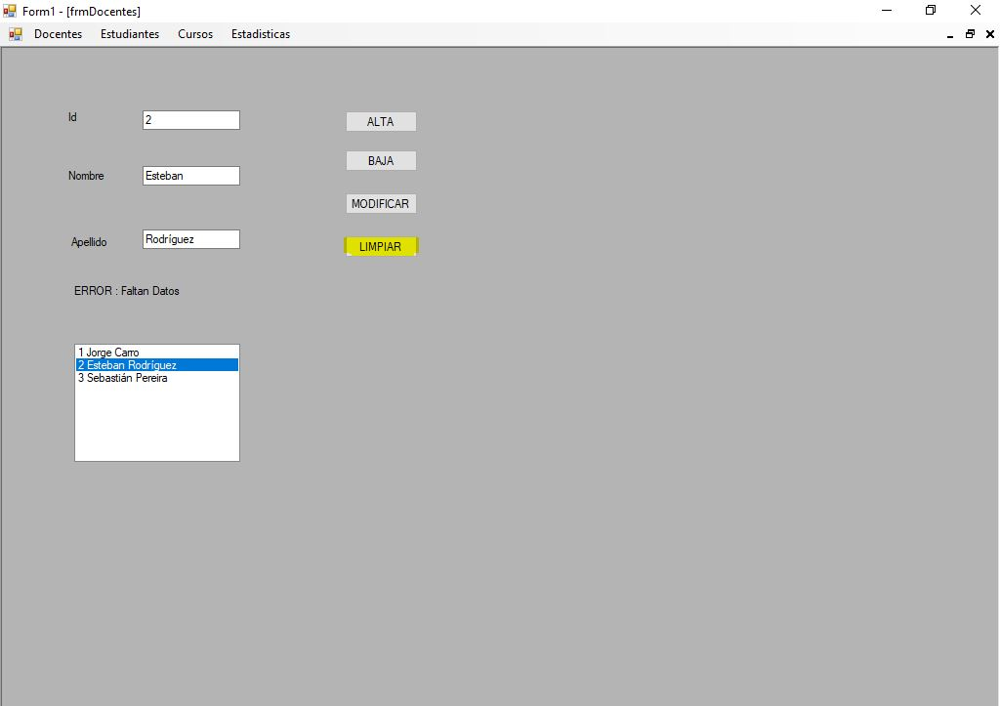 Form1 - [frmDocentes]
Docentes Estudiantes Cursos Estadisticas
Id 2 ALTA
BAJA
Nombre Esteban
MODIFICAR
Apellido Rodríguez LIMPIAR
ERROR : Faltan Datos
1 Jorge Carro
2 Esteban Rodríguez
3 Sebastián Pereira